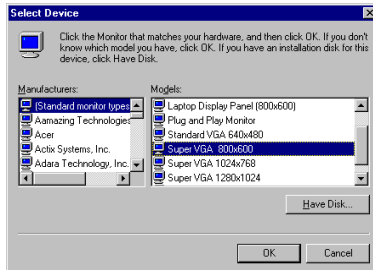 Select Device
Click the Monitor that matches your hardware, and then click OK. If you don't
know which model you have, click OK. If you have an installation disk for this
device, click Have Disk.
Manufacturers:
(Standard monitor types
Aamazing Technologies
Acer
Actix Systems, Inc.
Adara Technology, Inc.
Models:
Laptop Display Panel (800x600)
Plug and Play Monitor
Standard VGA 640x480
Super VGA 800x600
Super VGA 1024x768
Super VGA 1280x1024
Have Disk...
OK
Cancel